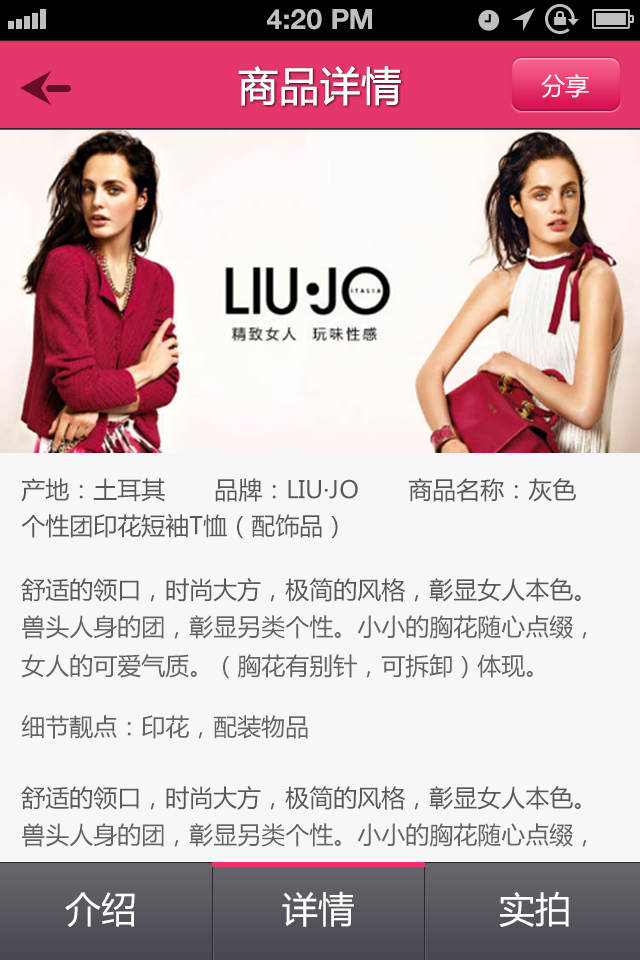 4:20 PM
商品详情
分享
LIU·JO
ITALIA
精致女人 玩味性感
产地：土耳其 品牌：LIU·JO 商品名称：灰色
个性团印花短袖T恤（配饰品）
舒适的领口，时尚大方，极简的风格，彰显女人本色。
兽头人身的团，彰显另类个性。小小的胸花随心点缀，
女人的可爱气质。（胸花有别针，可拆卸）体现。
细节靓点：印花，配装物品
舒适的领口，时尚大方，极简的风格，彰显女人本色。
兽头人身的团，彰显另类个性。小小的胸花随心点缀，
介绍 详情 实拍